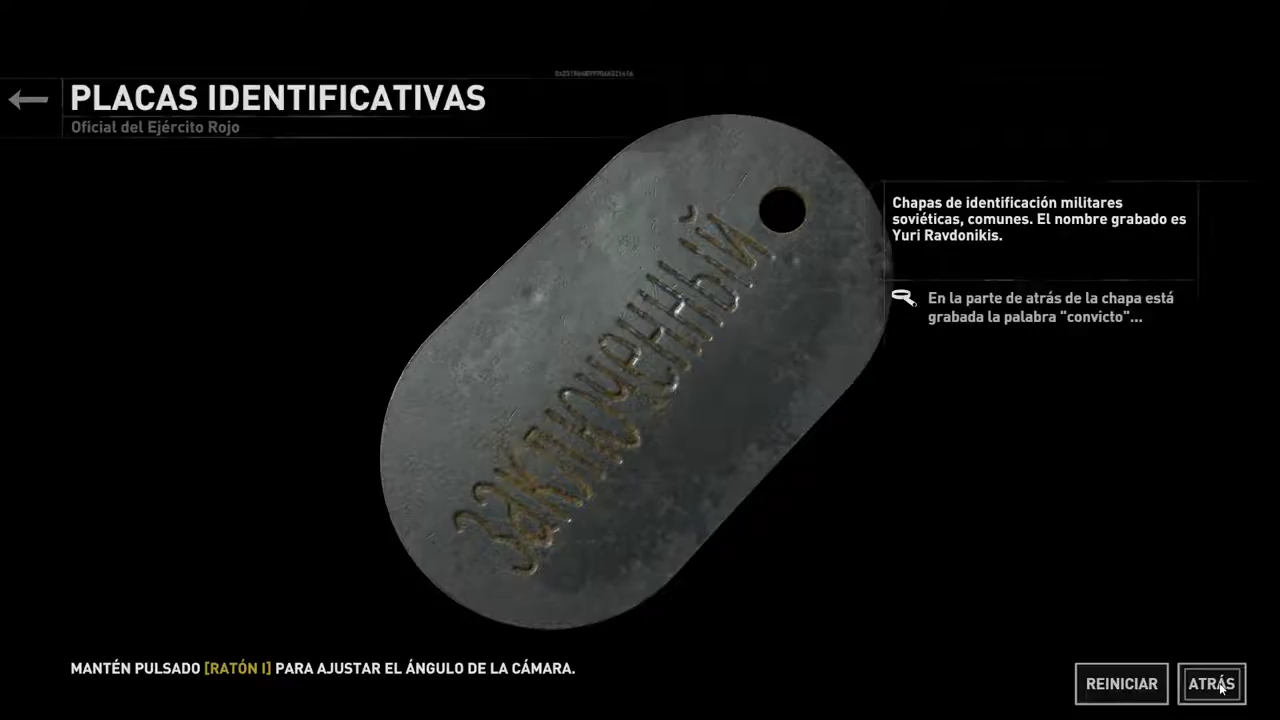 PLACAS IDENTIFICATIVAS
Oficial del Ejército Rojo
Chapas de identificación militares
soviéticas, comunes. El nombre grabado es
Yuri Ravdonikis.
En la parte de atrás de la chapa está
grabada la palabra "convicto"...
заключенный
MANTÉN PULSADO [RATÓN I] PARA AJUSTAR EL ÁNGULO DE LA CÁMARA.
REINICIAR
ATRÁS